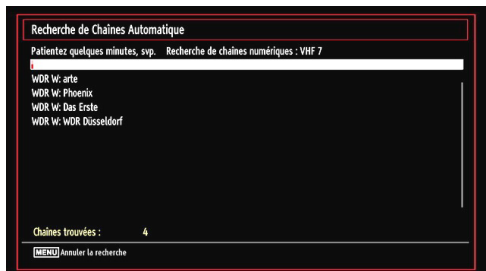 Recherche de Chaînes Automatique
Patientez quelques minutes, svp. Recherche de chaînes numériques : VHF 7
WDR W: arte
WDR W: Phoenix
WDR W: Das Erste
WDR W: WDR Düsseldorf
Chaînes trouvées : 4
MENU Annuler la recherche